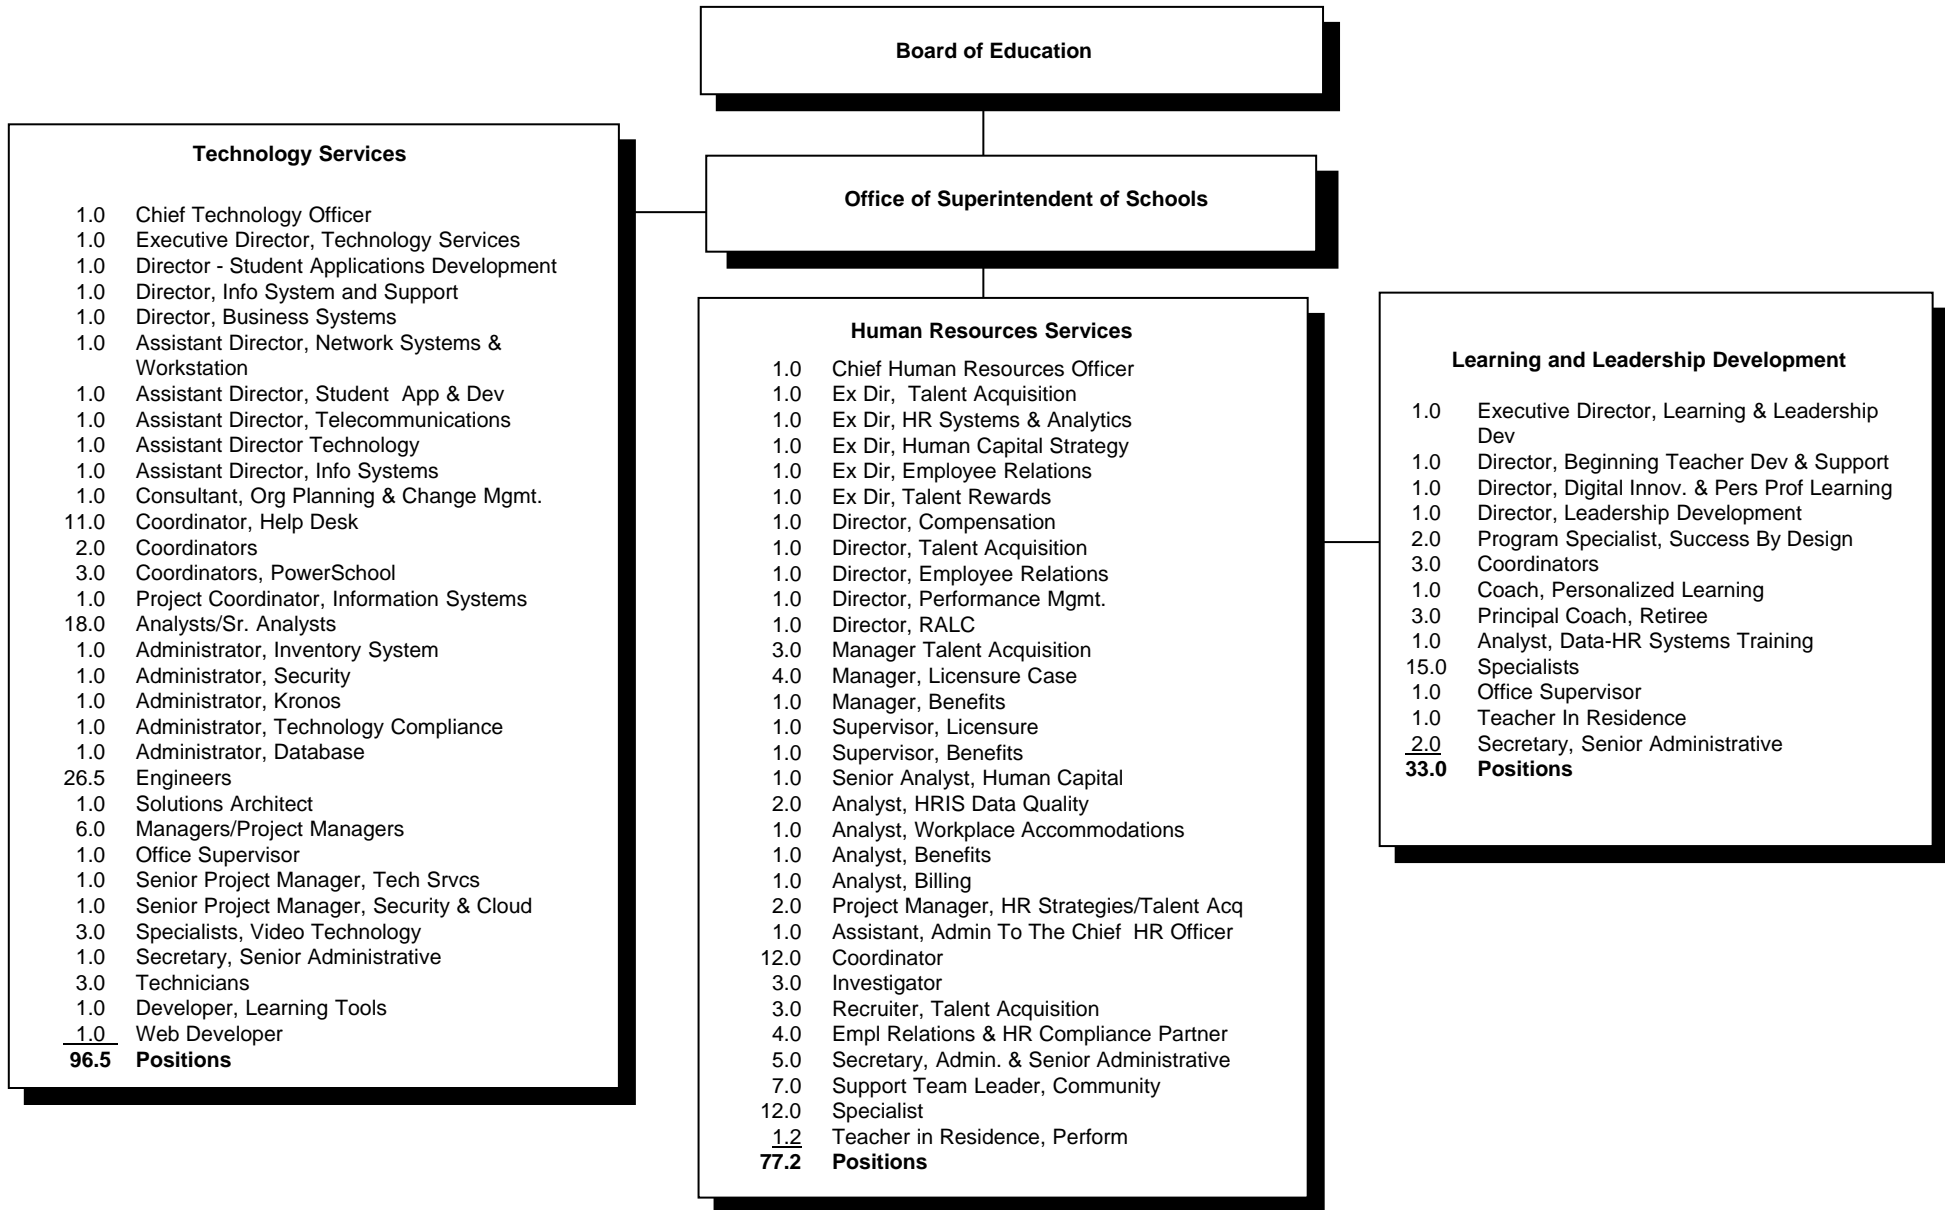 Board of Education
Office of Superintendent of Schools
Technology Services
1.0 Chief Technology Officer
1.0 Executive Director, Technology Services
1.0 Director - Student Applications Development
1.0 Director, Info System and Support
1.0 Director, Business Systems
1.0 Assistant Director, Network Systems &
Workstation
1.0 Assistant Director, Student  App & Dev
1.0 Assistant Director, Telecommunications
1.0 Assistant Director Technology
1.0 Assistant Director, Info Systems
1.0 Consultant, Org Planning & Change Mgmt.
11.0 Coordinator, Help Desk
2.0 Coordinators
3.0 Coordinators, PowerSchool
1.0 Project Coordinator, Information Systems
18.0 Analysts/Sr. Analysts
1.0 Administrator, Inventory System
1.0 Administrator, Security
1.0 Administrator, Kronos
1.0 Administrator, Technology Compliance
1.0 Administrator, Database
26.5 Engineers
1.0 Solutions Architect
6.0 Managers/Project Managers
1.0 Office Supervisor
1.0 Senior Project Manager, Tech Srvcs
1.0 Senior Project Manager, Security & Cloud
3.0 Specialists, Video Technology
1.0 Secretary, Senior Administrative
3.0 Technicians
1.0 Developer, Learning Tools
1.0 Web Developer
96.5 Positions
Human Resources Services
1.0 Chief Human Resources Officer
1.0 Ex Dir,  Talent Acquisition
1.0 Ex Dir, HR Systems & Analytics
1.0 Ex Dir, Human Capital Strategy
1.0 Ex Dir, Employee Relations
1.0 Ex Dir, Talent Rewards
1.0 Director, Compensation
1.0 Director, Talent Acquisition
1.0 Director, Employee Relations
1.0 Director, Performance Mgmt.
1.0 Director, RALC
3.0 Manager Talent Acquisition
4.0 Manager, Licensure Case
1.0 Manager, Benefits
1.0 Supervisor, Licensure
1.0 Supervisor, Benefits
1.0 Senior Analyst, Human Capital
2.0 Analyst, HRIS Data Quality
1.0 Analyst, Workplace Accommodations
1.0 Analyst, Benefits
1.0 Analyst, Billing
2.0 Project Manager, HR Strategies/Talent Acq
1.0 Assistant, Admin To The Chief  HR Officer
12.0 Coordinator
3.0 Investigator
3.0 Recruiter, Talent Acquisition
4.0 Empl Relations & HR Compliance Partner
5.0 Secretary, Admin. & Senior Administrative
7.0 Support Team Leader, Community
12.0 Specialist
1.2 Teacher in Residence, Perform
77.2 Positions
Learning and Leadership Development
1.0 Executive Director, Learning & Leadership
Dev
1.0 Director, Beginning Teacher Dev & Support
1.0 Director, Digital Innov. & Pers Prof Learning
1.0 Director, Leadership Development
2.0 Program Specialist, Success By Design
3.0 Coordinators
1.0 Coach, Personalized Learning
3.0 Principal Coach, Retiree
1.0 Analyst, Data-HR Systems Training
15.0 Specialists
1.0 Office Supervisor
1.0 Teacher In Residence
2.0 Secretary, Senior Administrative
33.0 Positions